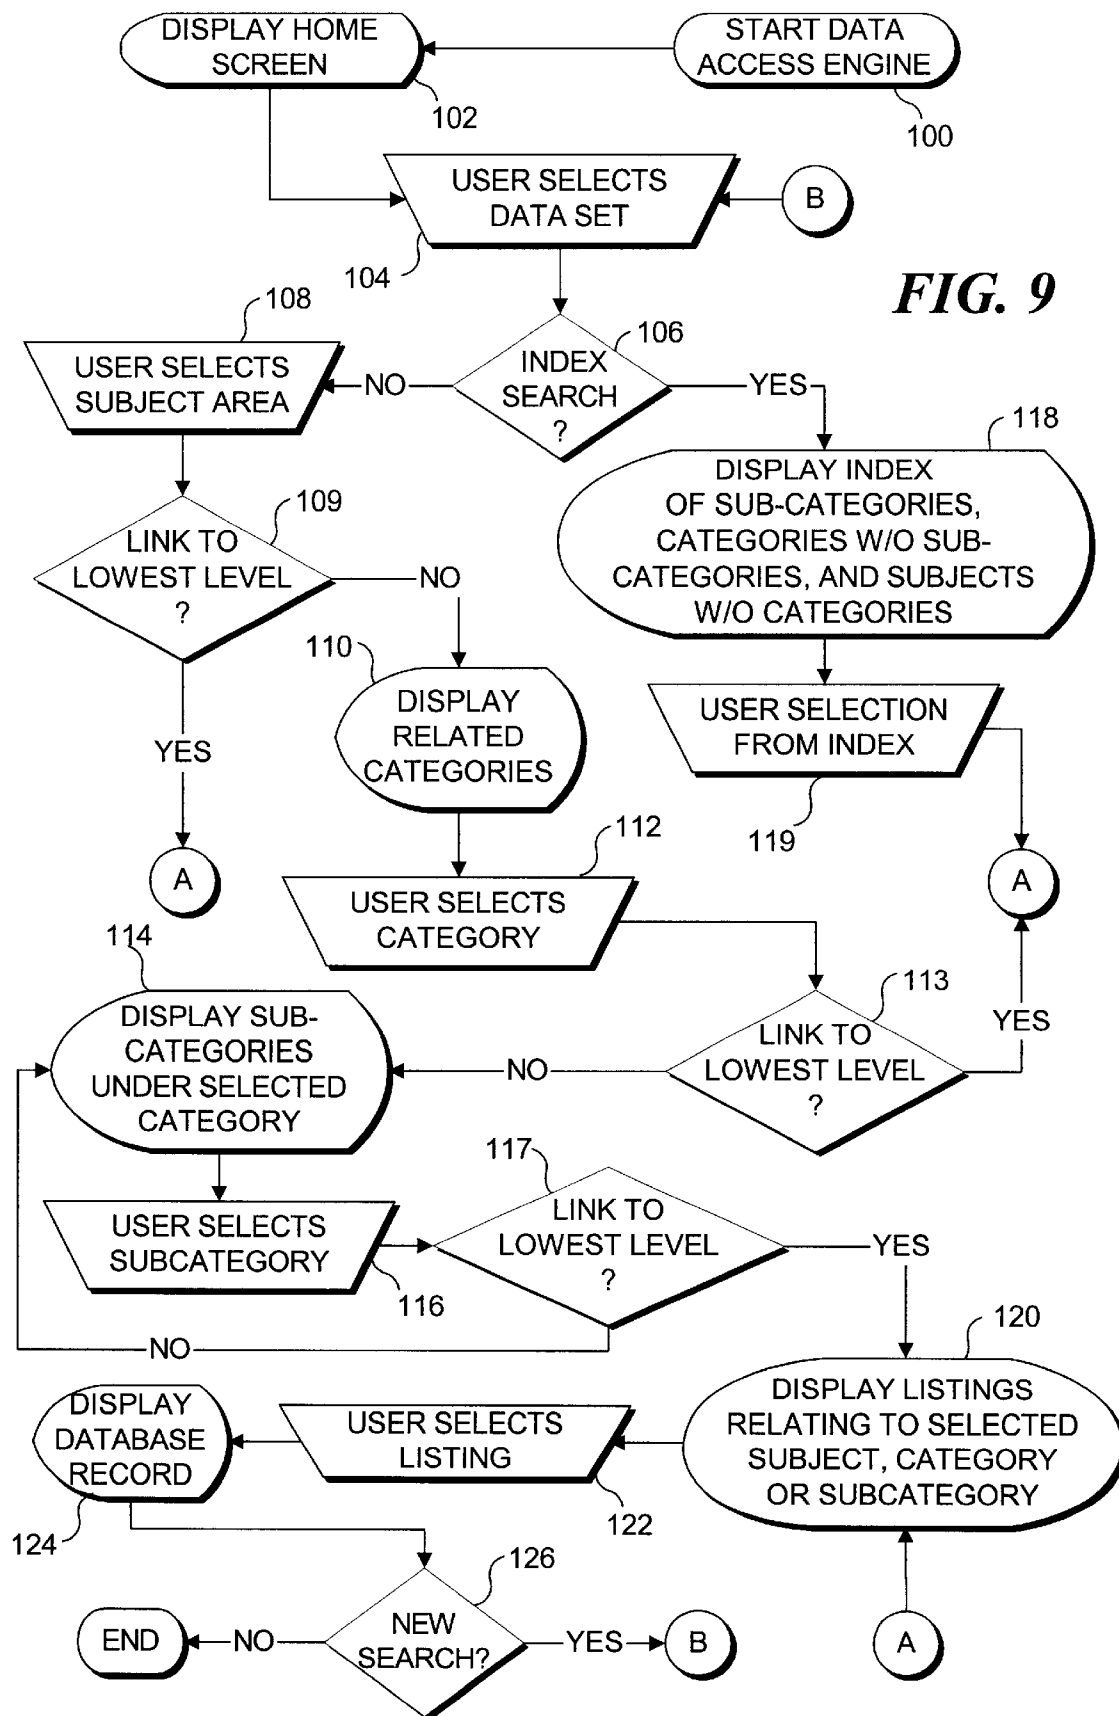 DISPLAY HOME
SCREEN
102
START DATA
ACCESS ENGINE
100
USER SELECTS
DATA SET
104
B
FIG. 9
108
USER SELECTS
SUBJECT AREA
NO
106
INDEX
SEARCH
?
YES
118
DISPLAY INDEX
OF SUB-CATEGORIES,
CATEGORIES W/O SUB-
CATEGORIES, AND SUBJECTS
W/O CATEGORIES
109
LINK TO
LOWEST LEVEL
?
NO
YES
A
110
DISPLAY
RELATED
CATEGORIES
USER SELECTION
FROM INDEX
119
A
112
USER SELECTS
CATEGORY
113
LINK TO
LOWEST LEVEL
?
YES
NO
114
DISPLAY SUB-
CATEGORIES
UNDER SELECTED
CATEGORY
USER SELECTS
SUBCATEGORY
116
117
LINK TO
LOWEST LEVEL
?
YES
NO
120
DISPLAY LISTINGS
RELATING TO SELECTED
SUBJECT, CATEGORY
OR SUBCATEGORY
USER SELECTS
LISTING
122
DISPLAY
DATABASE
RECORD
124
126
NEW
SEARCH?
NO
END
YES
B
A